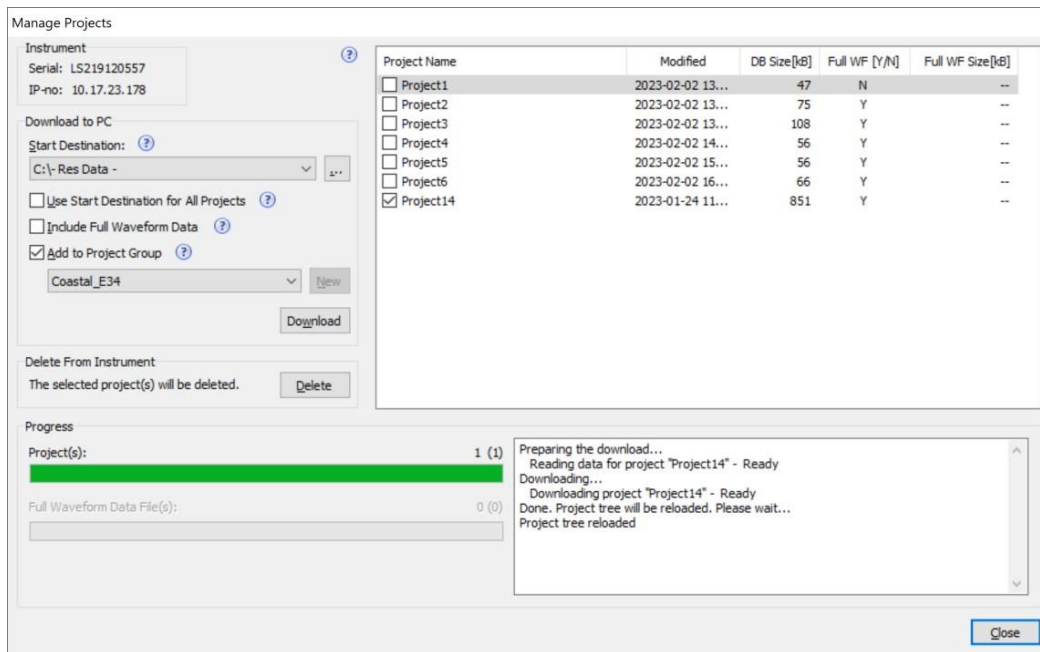 Manage Projects
Instrument
Serial: LS219120557
IP-no: 10.17.23.178
?
Download to PC
Start Destination: ?
C:\- Res Data -
...
Use Start Destination for All Projects ?
Include Full Waveform Data ?
Add to Project Group ?
Coastal_E34
New
Download
Delete From Instrument
The selected project(s) will be deleted.
Delete
Project Name Modified DB Size[kB] Full WF [Y/N] Full WF Size[kB]
Project1 2023-02-02 13... 47 N --
Project2 2023-02-02 13... 75 Y --
Project3 2023-02-02 13... 108 Y --
Project4 2023-02-02 14... 56 Y --
Project5 2023-02-02 15... 56 Y --
Project6 2023-02-02 16... 66 Y --
Project14 2023-01-24 11... 851 Y --
Progress
Project(s): 1 (1)
Full Waveform Data File(s): 0 (0)
Preparing the download...
Reading data for project "Project14" - Ready
Downloading...
Downloading project "Project14" - Ready
Done. Project tree will be reloaded. Please wait...
Project tree reloaded
Close